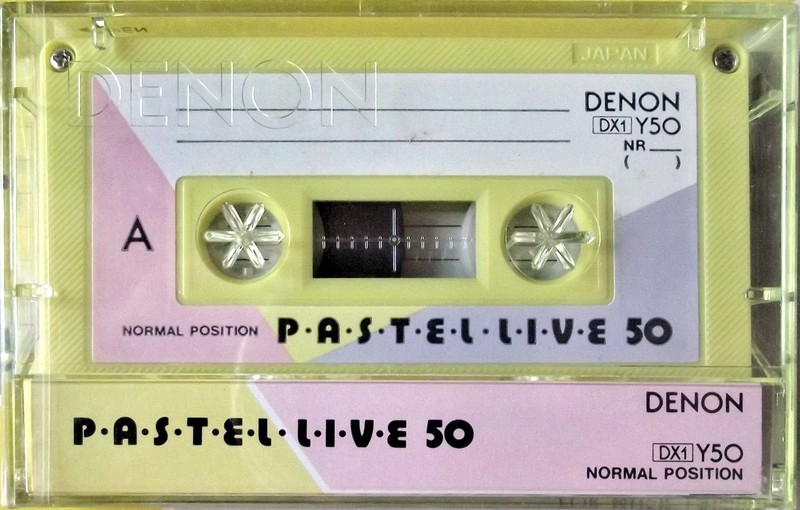 JAPAN
DENON
DENON
DX1 Y50
NR
( )
A
NORMAL POSITION P·A·S·T·E·L·L·I·V·E 50
P·A·S·T·E·L·L·I·V·E 50
DENON
DX1 Y50
NORMAL POSITION